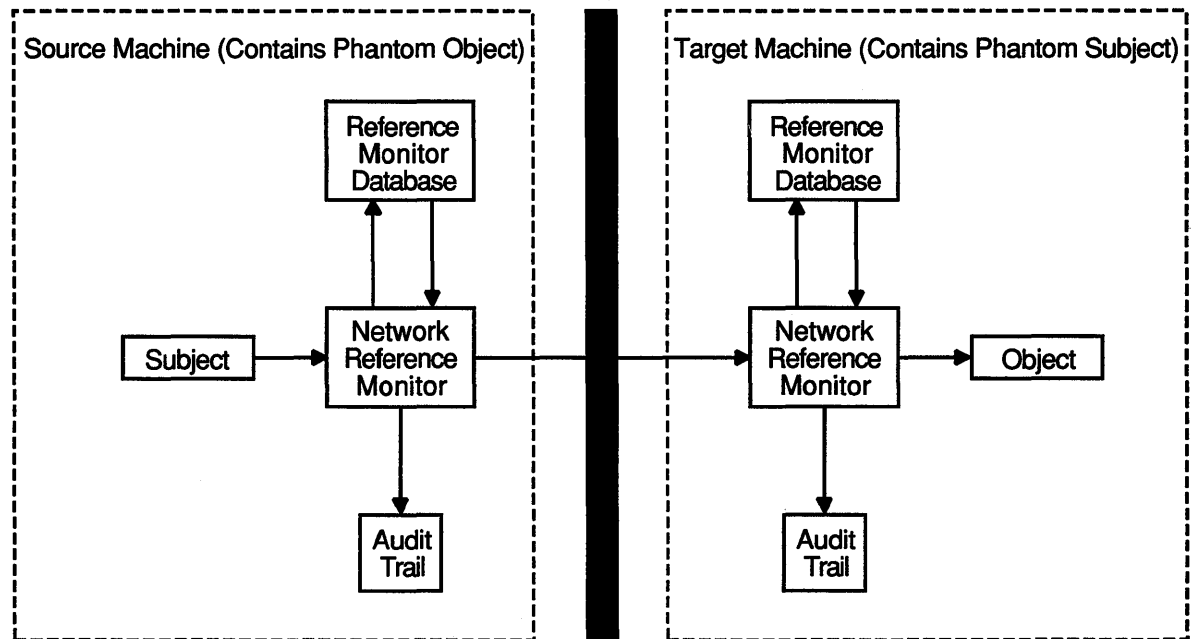 Source Machine (Contains Phantom Object)
Reference
Monitor
Database
Subject
Network
Reference
Monitor
Audit
Trail
Target Machine (Contains Phantom Subject)
Reference
Monitor
Database
Network
Reference
Monitor
Object
Audit
Trail